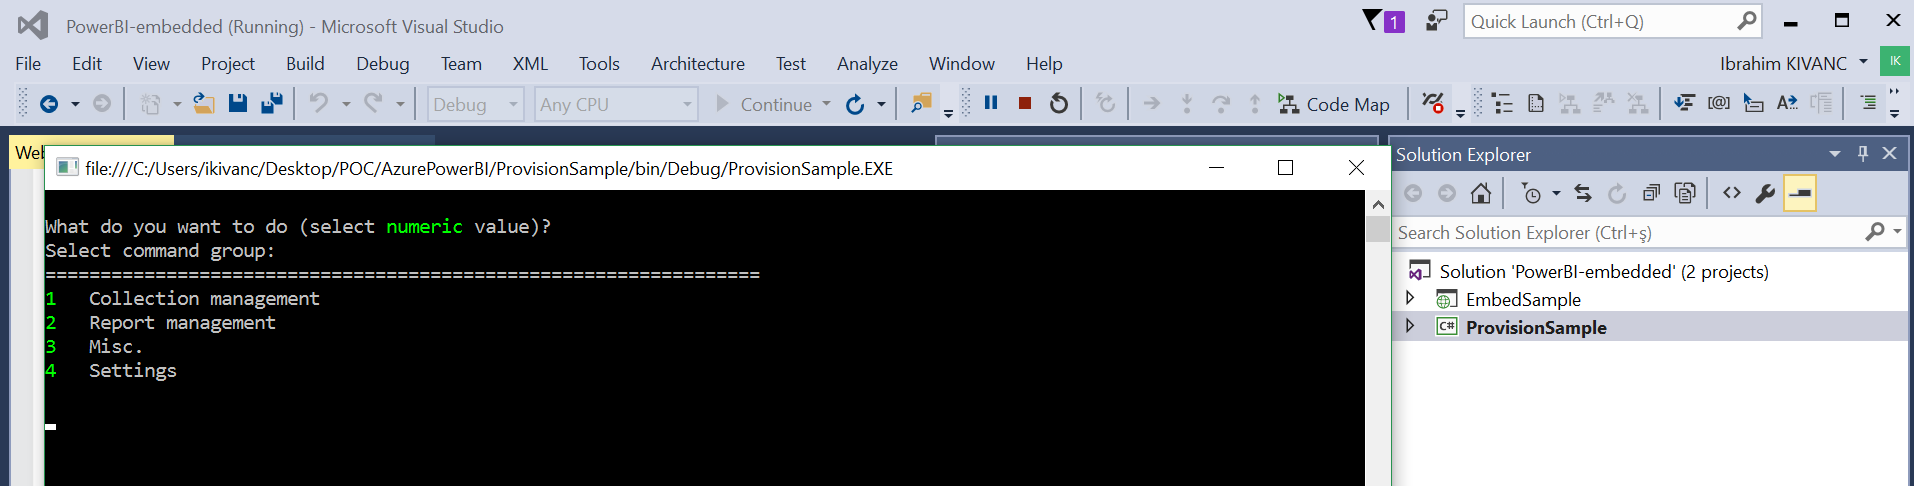 PowerBI-embedded (Running) - Microsoft Visual Studio
1
Quick Launch (Ctrl+Q)
File Edit View Project Build Debug Team XML Tools Architecture Test Analyze Window Help
Ibrahim KIVANC
IK
Debug
Any CPU
Continue
Code Map
Web
file:///C:/Users/ikivanc/Desktop/POC/AzurePowerBI/ProvisionSample/bin/Debug/ProvisionSample.EXE
What do you want to do (select numeric value)?
Select command group:
=================================================================
1 Collection management
2 Report management
3 Misc.
4 Settings
Solution Explorer
Search Solution Explorer (Ctrl+ş)
Solution 'PowerBI-embedded' (2 projects)
EmbedSample
C# ProvisionSample